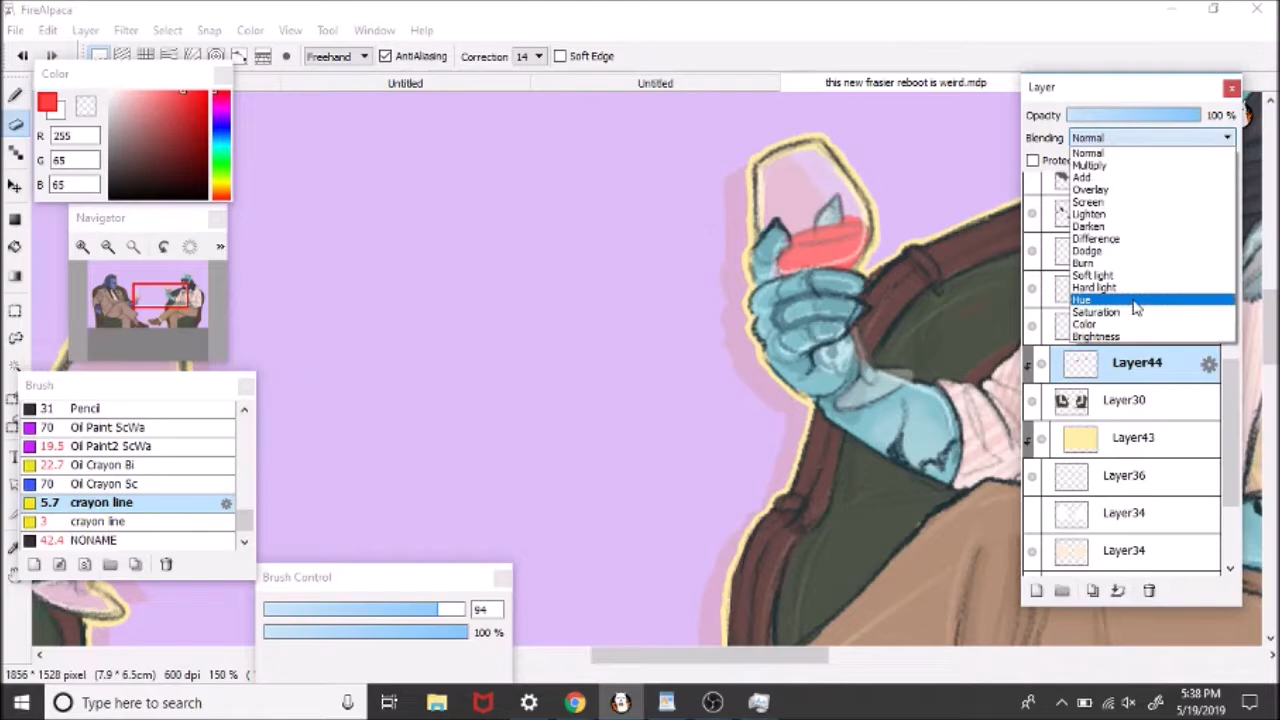 FireAlpaca
File Edit Layer Filter Select Snap Color View Tool Window Help
Freehand AntiAliasing Correction 14 Soft Edge
Untitled Untitled this new frasier reboot is weird.mdp
Color
R 255
G 65
B 65
Navigator
Brush
31 Pencil
70 Oil Paint ScWa
19.5 Oil Paint2 ScWa
22.7 Oil Crayon Bi
70 Oil Crayon Sc
5.7 crayon line
3 crayon line
42.4 NONAME
Brush Control
94
100 %
Layer
Opacity 100 %
Blending Normal
Normal
Multiply
Add
Overlay
Screen
Lighten
Darken
Difference
Dodge
Burn
Soft light
Hard light
Hue
Saturation
Color
Brightness
Layer44
Layer30
Layer43
Layer36
Layer34
Layer34
1856 * 1528 pixel (7.9 * 6.5cm) 600 dpi 150 %
Type here to search
5:38 PM
5/19/2019